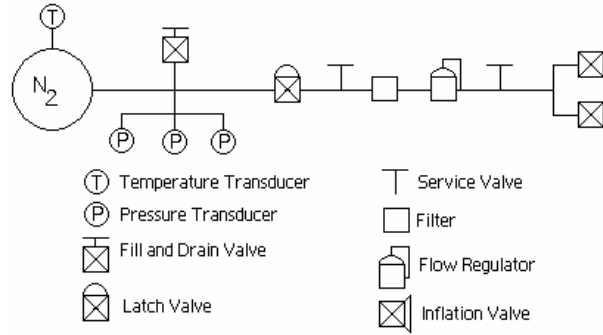 T
N2
P P P
T Temperature Transducer
P Pressure Transducer
Fill and Drain Valve
Latch Valve
Service Valve
Filter
Flow Regulator
Inflation Valve